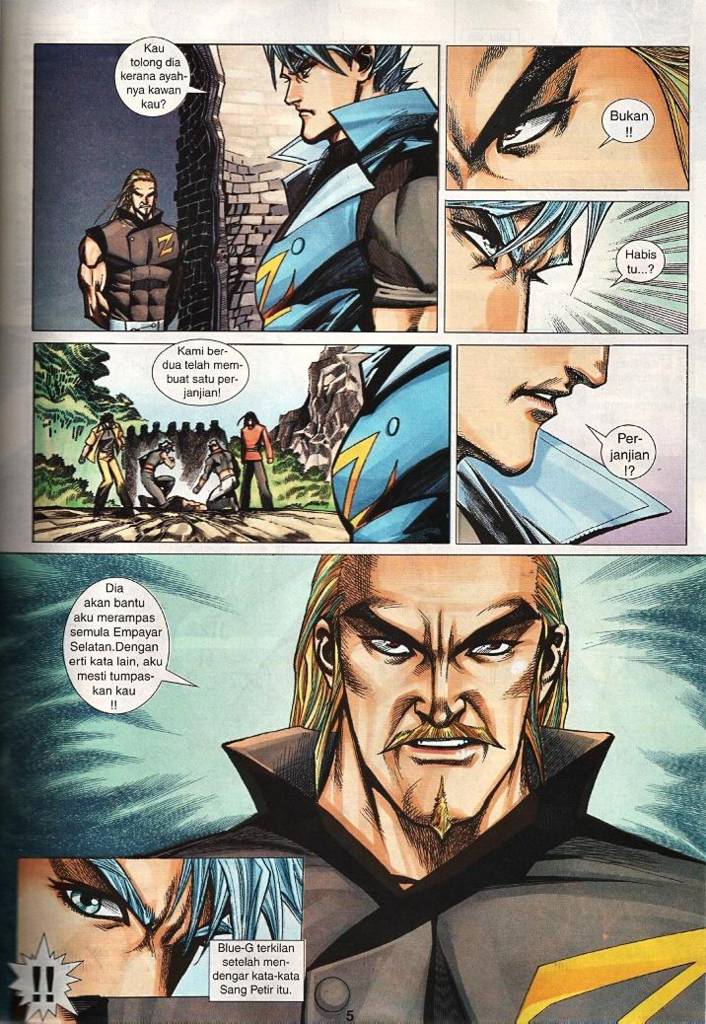 Kau
tolong dia
kerana ayah-
nya kawan
kau?
Z
Bukan
!!
Habis
tu...?
Kami ber-
dua telah mem-
buat satu per-
janjian!
Z
Per-
janjian
!?
Dia
akan bantu
aku merampas
semula Empayar
Selatan.Dengan
erti kata lain, aku
mesti tumpas-
kan kau
!!
Z
!!
Blue-G terkilan
setelah men-
dengar kata-kata
Sang Petir itu.
5